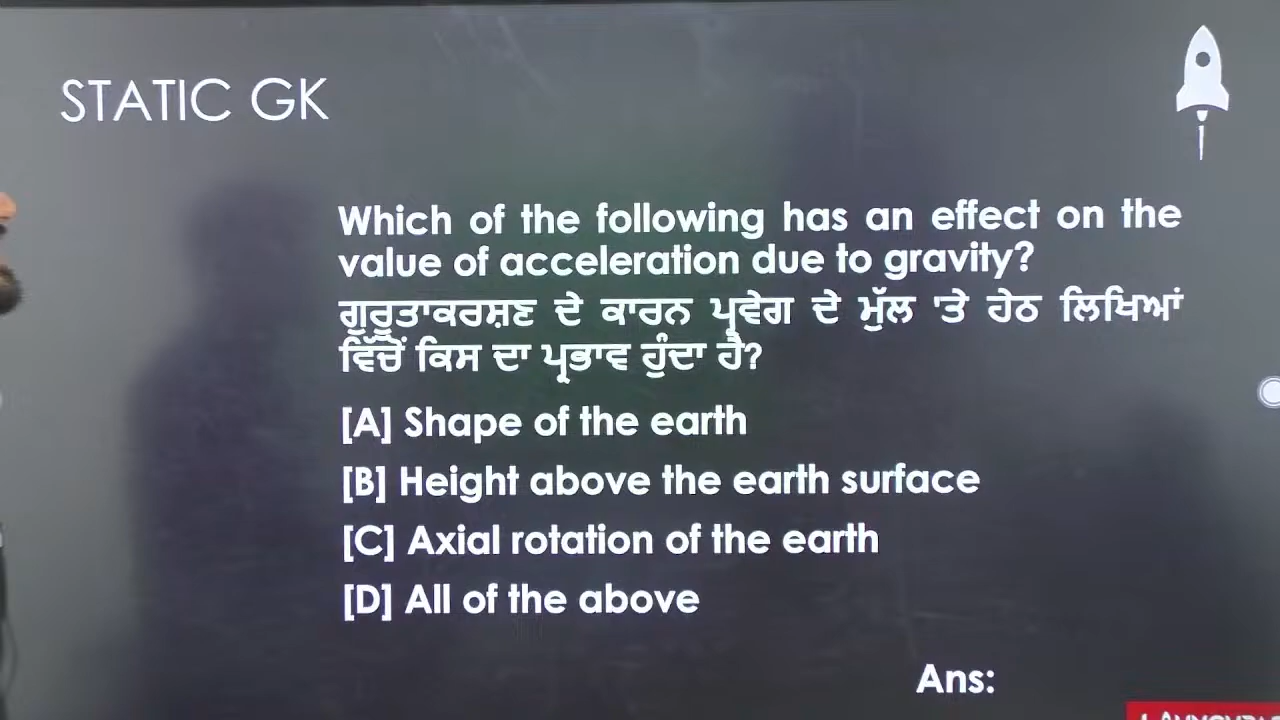 STATIC GK
Which of the following has an effect on the
value of acceleration due to gravity?
ਗੁਰੂਤਾਕਰਸ਼ਣ ਦੇ ਕਾਰਨ ਪ੍ਰਵੇਗ ਦੇ ਮੁੱਲ 'ਤੇ ਹੇਠ ਲਿਖਿਆਂ
ਵਿੱਚੋਂ ਕਿਸ ਦਾ ਪ੍ਰਭਾਵ ਹੁੰਦਾ ਹੈ?
[A] Shape of the earth
[B] Height above the earth surface
[C] Axial rotation of the earth
[D] All of the above
Ans: